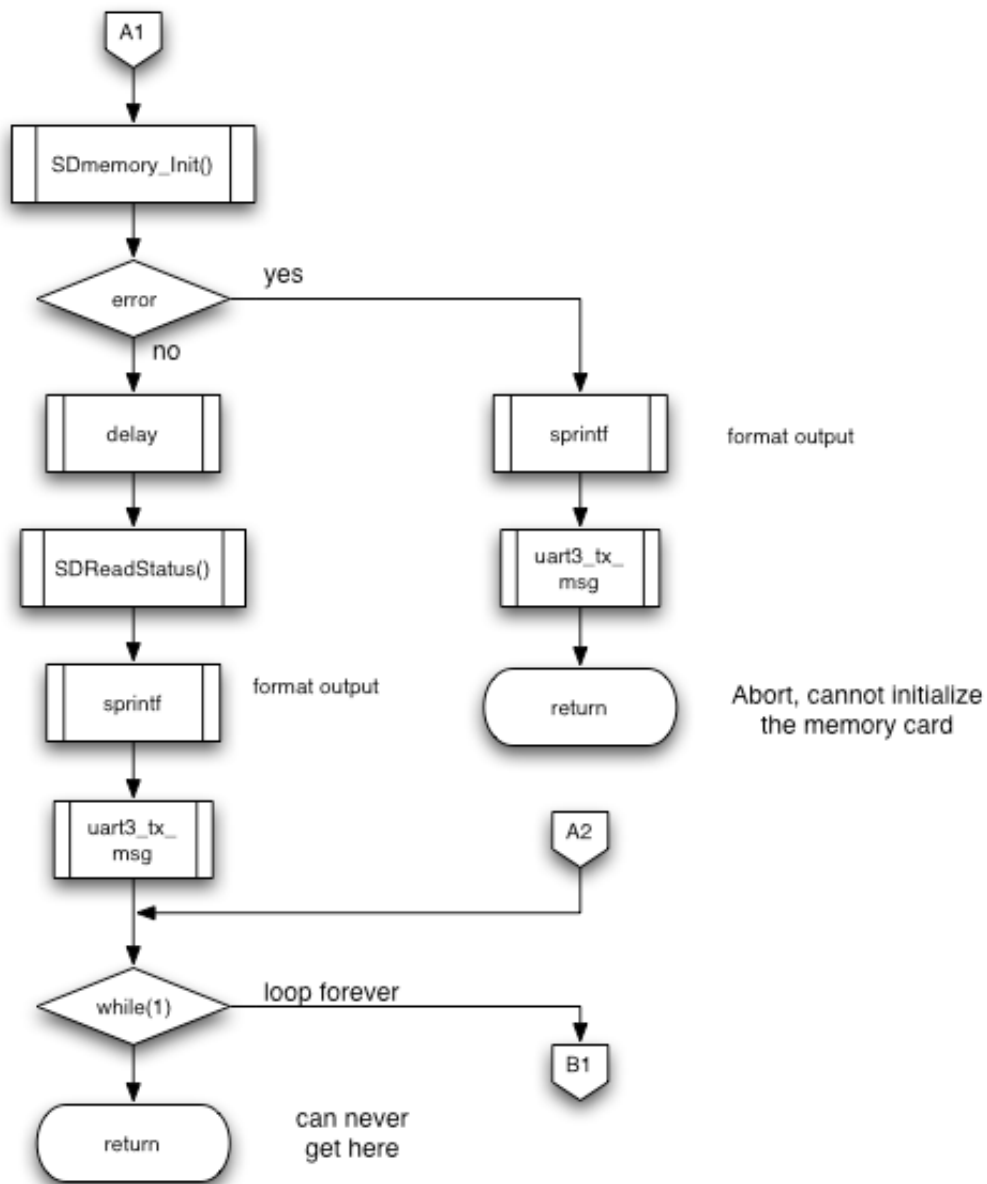 A1
SDmemory_Init()
error
yes
no
delay
sprintf
format output
SDReadStatus()
uart3_tx_
msg
sprintf
format output
return
Abort, cannot initialize
the memory card
uart3_tx_
msg
A2
while(1)
loop forever
B1
return
can never
get here